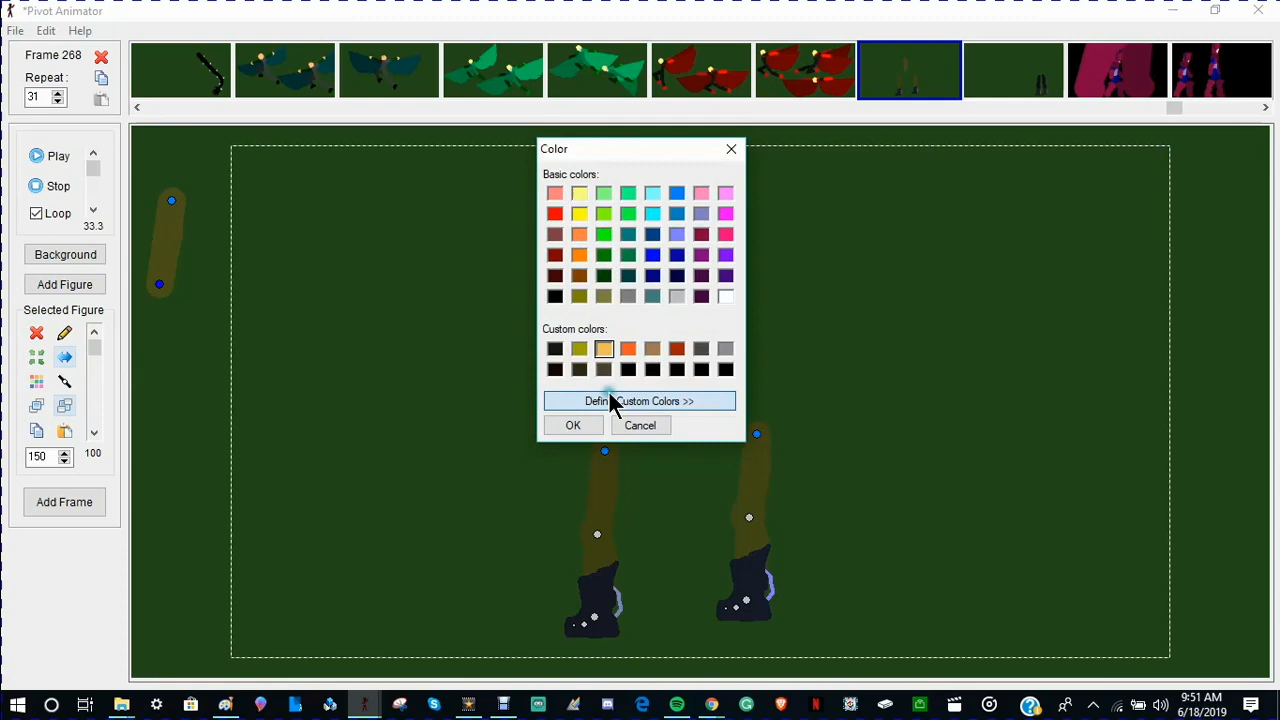 *Pivot Animator
File Edit Help
Frame 268
Repeat :
31
Play
Stop
Loop
33.3
Background
Add Figure
Selected Figure
150
100
Add Frame
Color
Basic colors:
Custom colors:
Define Custom Colors >>
OK Cancel
9:51 AM
6/18/2019